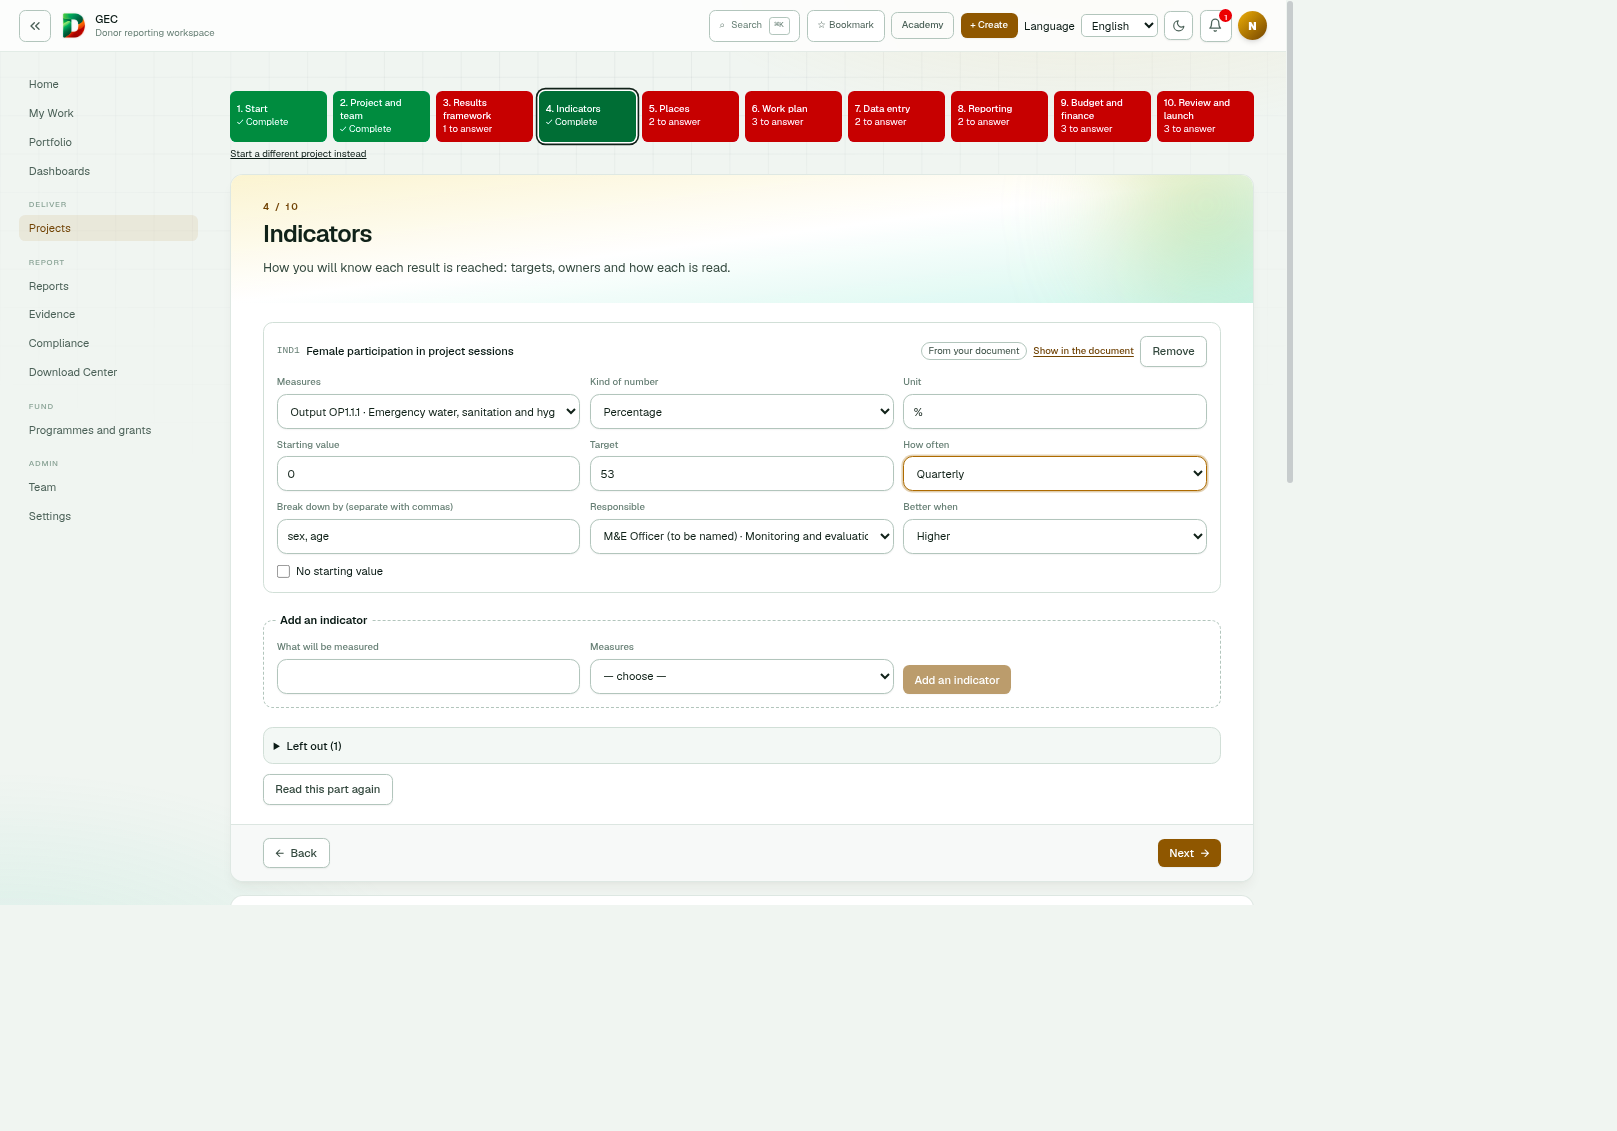 GEC
Donor reporting workspace
Search ⌘K
☆ Bookmark
Academy
+ Create
Language
English
1
N
Home
My Work
Portfolio
Dashboards
DELIVER
Projects
REPORT
Reports
Evidence
Compliance
Download Center
FUND
Programmes and grants
ADMIN
Team
Settings
1. Start
✓ Complete
2. Project and
team
✓ Complete
3. Results
framework
1 to answer
4. Indicators
✓ Complete
5. Places
2 to answer
6. Work plan
3 to answer
7. Data entry
2 to answer
8. Reporting
2 to answer
9. Budget and
finance
3 to answer
10. Review and
launch
3 to answer
Start a different project instead
4 / 10
Indicators
How you will know each result is reached: targets, owners and how each is read.
IND1 Female participation in project sessions
From your document
Show in the document
Remove
Measures
Output OP1.1.1 · Emergency water, sanitation and hyg
Kind of number
Percentage
Unit
%
Starting value
0
Target
53
How often
Quarterly
Break down by (separate with commas)
sex, age
Responsible
M&E Officer (to be named) · Monitoring and evaluatic
Better when
Higher
No starting value
Add an indicator
What will be measured
Measures
— choose —
Add an indicator
▶ Left out (1)
Read this part again
← Back
Next →